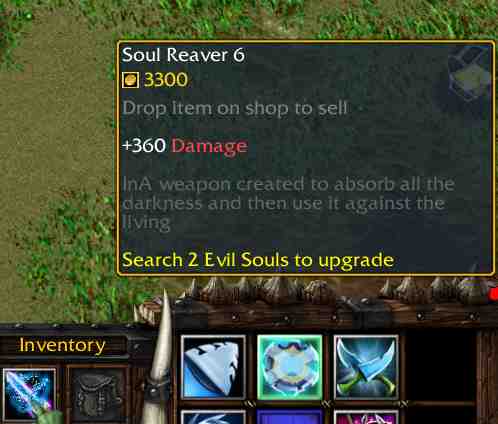 Soul Reaver 6
3300
Drop item on shop to sell
+360 Damage
InA weapon created to absorb all the
darkness and then use it against the
living
Search 2 Evil Souls to upgrade
Inventory